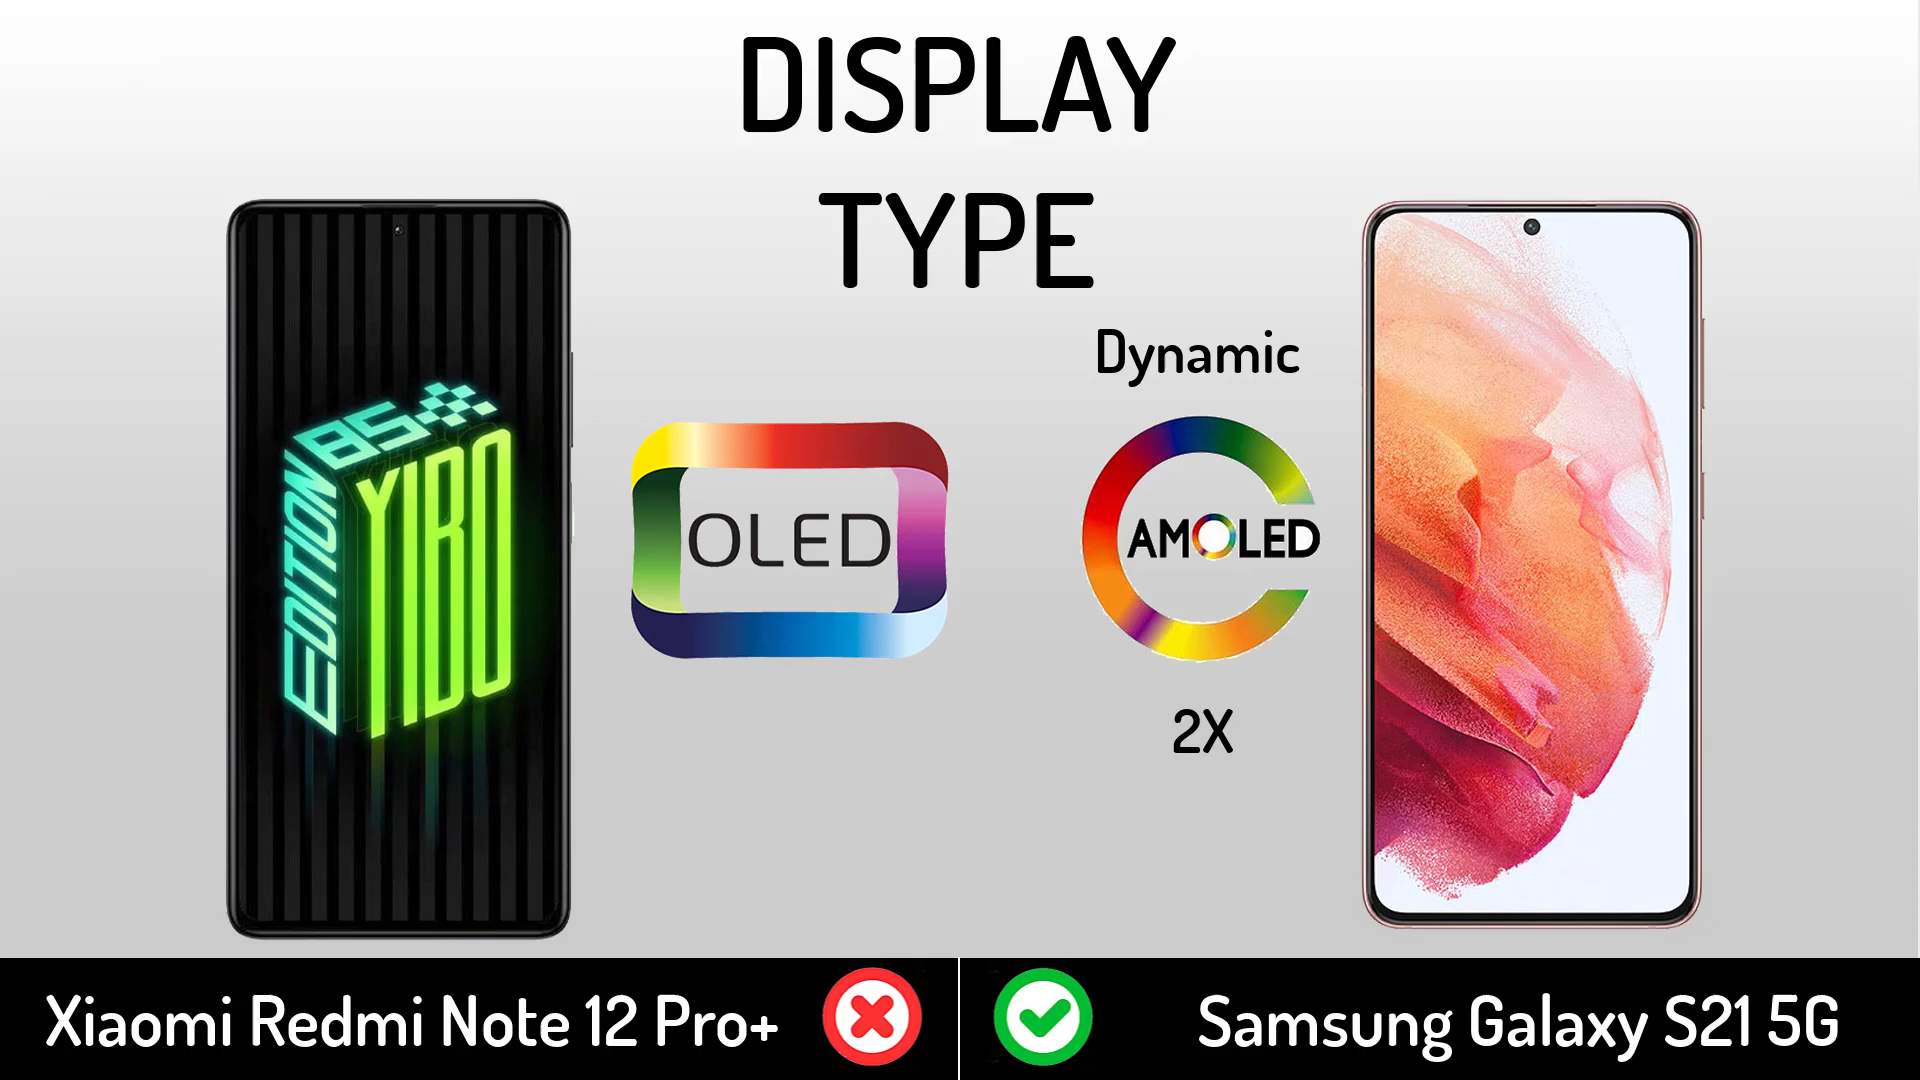 DISPLAY
TYPE
Dynamic
EDITION
85
YIBO
OLED
AMOLED
2X
Xiaomi Redmi Note 12 Pro+
Samsung Galaxy S21 5G